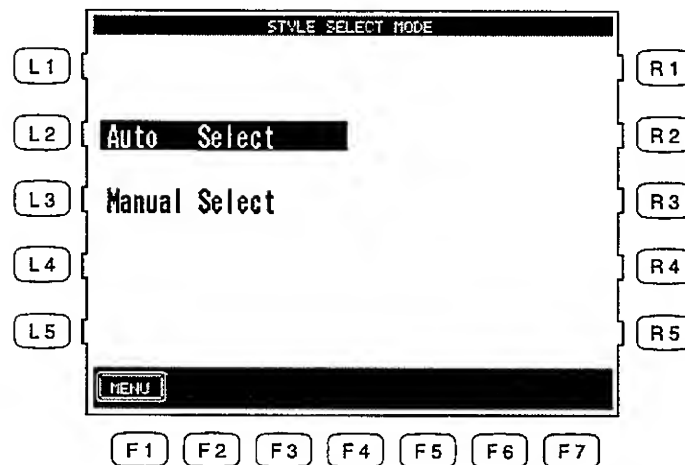 STYLE SELECT MODE
L1 R1
L2 Auto Select R2
L3 Manual Select R3
L4 R4
L5 R5
MENU
F1 F2 F3 F4 F5 F6 F7